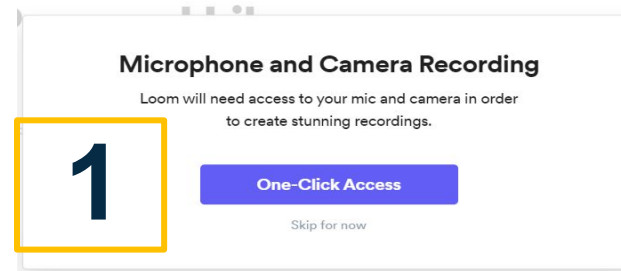 Microphone and Camera Recording
Loom will need access to your mic and camera in order
to create stunning recordings.
1
One-Click Access
Skip for now